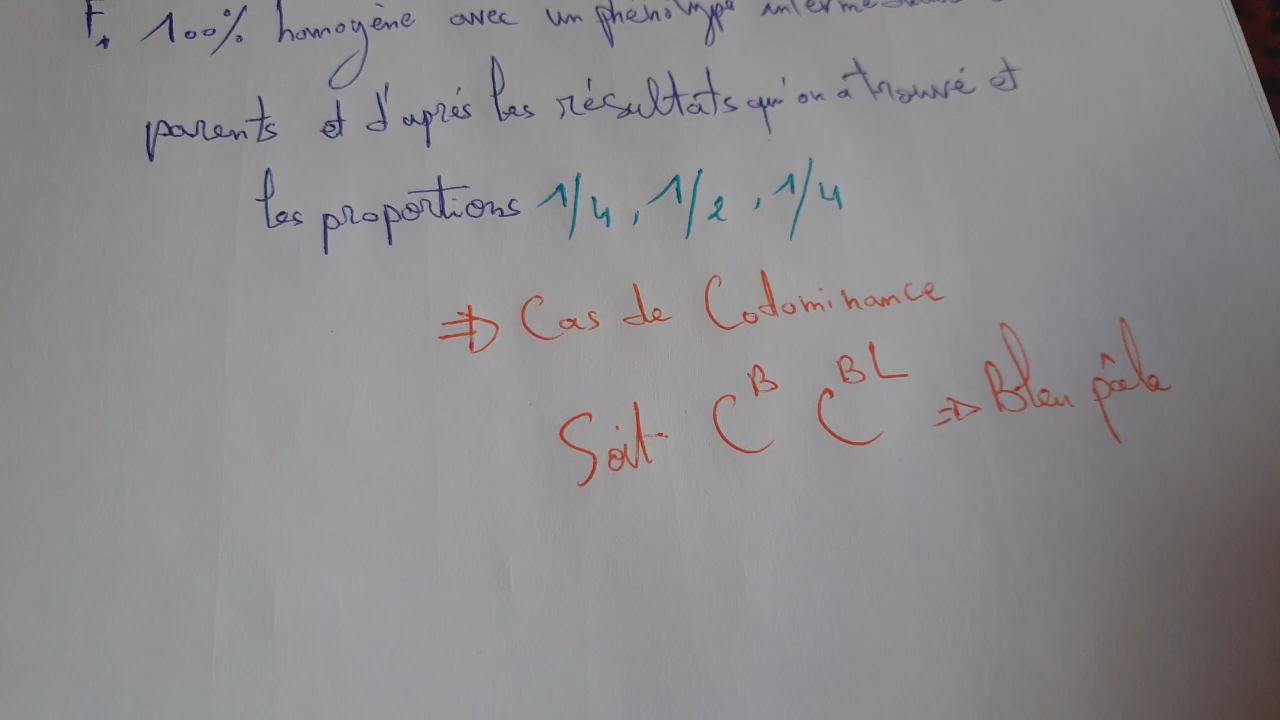 F₁ 100% homogène avec un phénotype
parents et d'après les résultats qu'on a trouvé et
les proportions 1/4, 1/2, 1/4
⇒ Cas de Codominance
Soit C^B C^BL ⇒ Bleu pâle